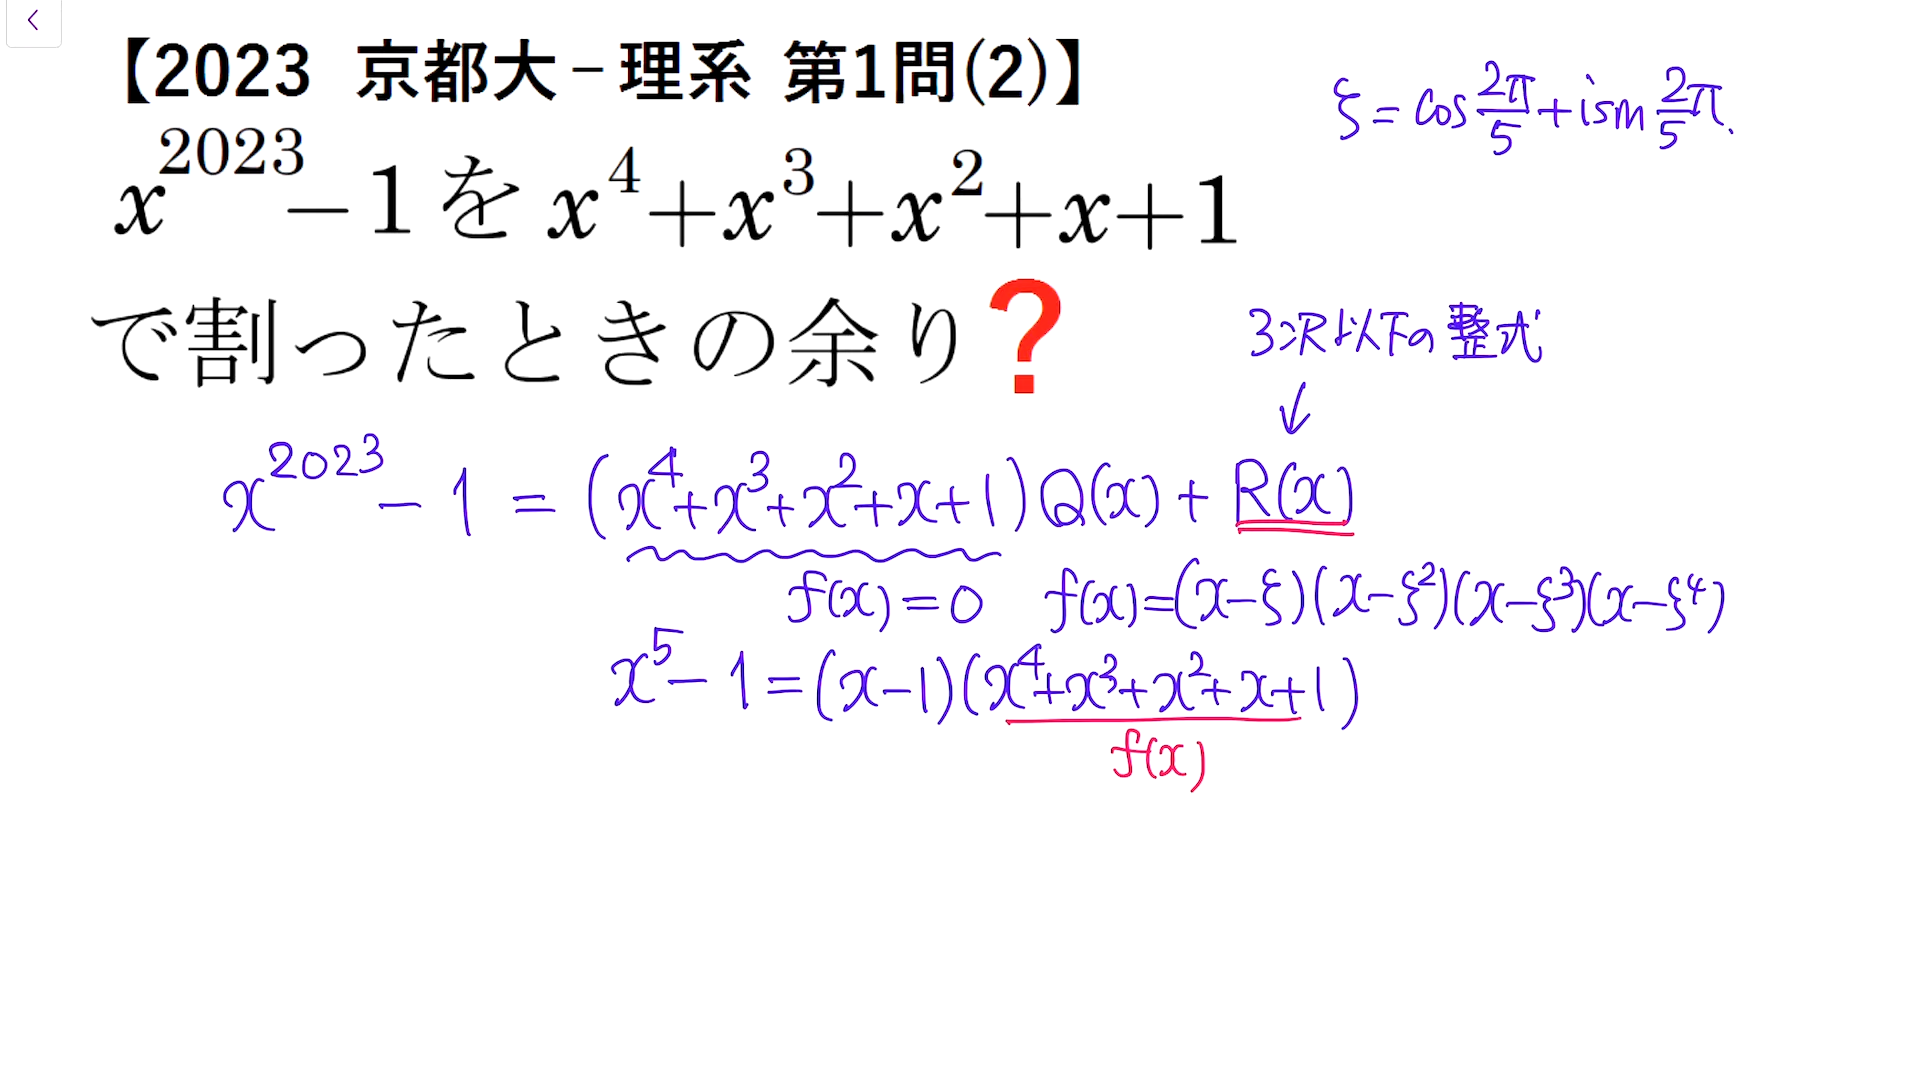 【2023 京都大-理系 第1問(2)】
ξ = cos 2π/5 + i sin 2/5 π.
x^2023 − 1 を x^4+x^3+x^2+x+1
で割ったときの余り❓
3次以下の整式
↓
x^2023 − 1 = (x^4+x^3+x^2+x+1)Q(x) + R(x)
f(x)=0 f(x)=(x−ξ)(x−ξ^2)(x−ξ^3)(x−ξ^4)
x^5 − 1 = (x−1)(x^4+x^3+x^2+x+1)
f(x)